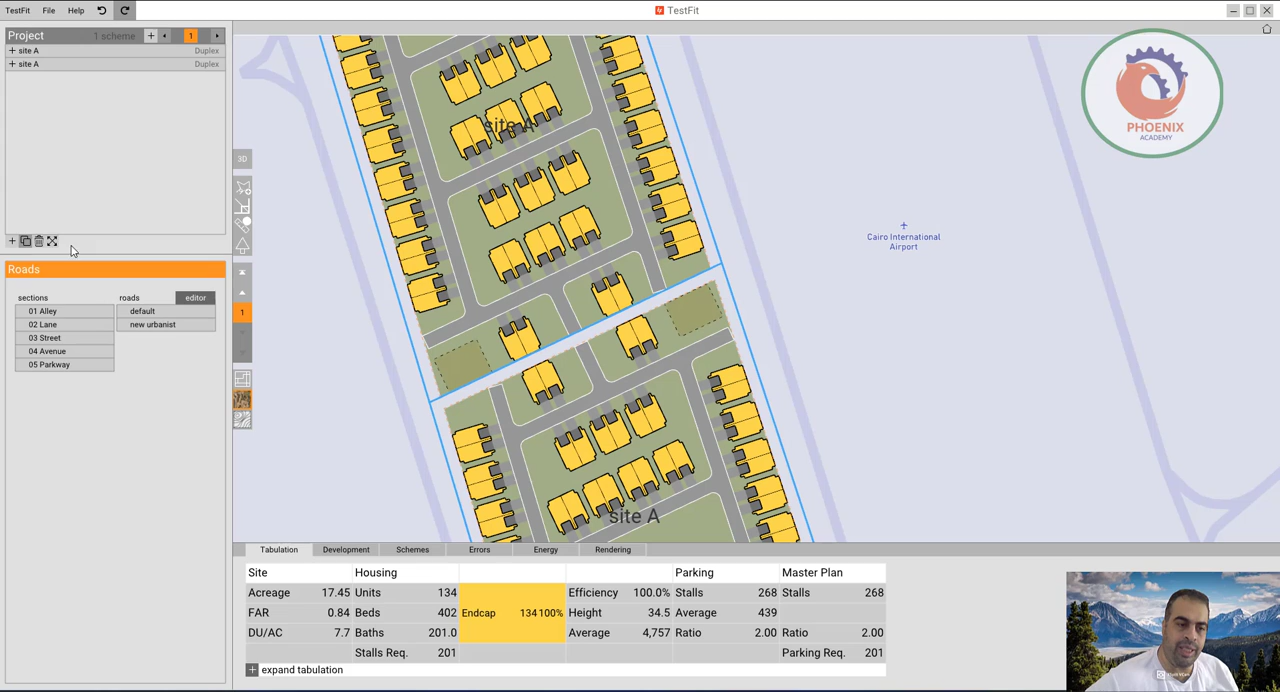 TestFit File Help
TestFit
Project 1 scheme + 1
+ site A Duplex
+ site A Duplex
PHOENIX
ACADEMY
site A
3D
Cairo International
Airport
Roads
sections roads editor
01 Alley default
02 Lane new urbanist
03 Street
04 Avenue
05 Parkway
1
site A
Tabulation Development Schemes Errors Energy Rendering
Site Housing Parking Master Plan
Acreage 17.45 Units 134 Efficiency 100.0% Stalls 268 Stalls 268
FAR 0.84 Beds 402 Endcap 134 100% Height 34.5 Average 439
DU/AC 7.7 Baths 201.0 Average 4,757 Ratio 2.00 Ratio 2.00
Stalls Req. 201 Parking Req. 201
+ expand tabulation